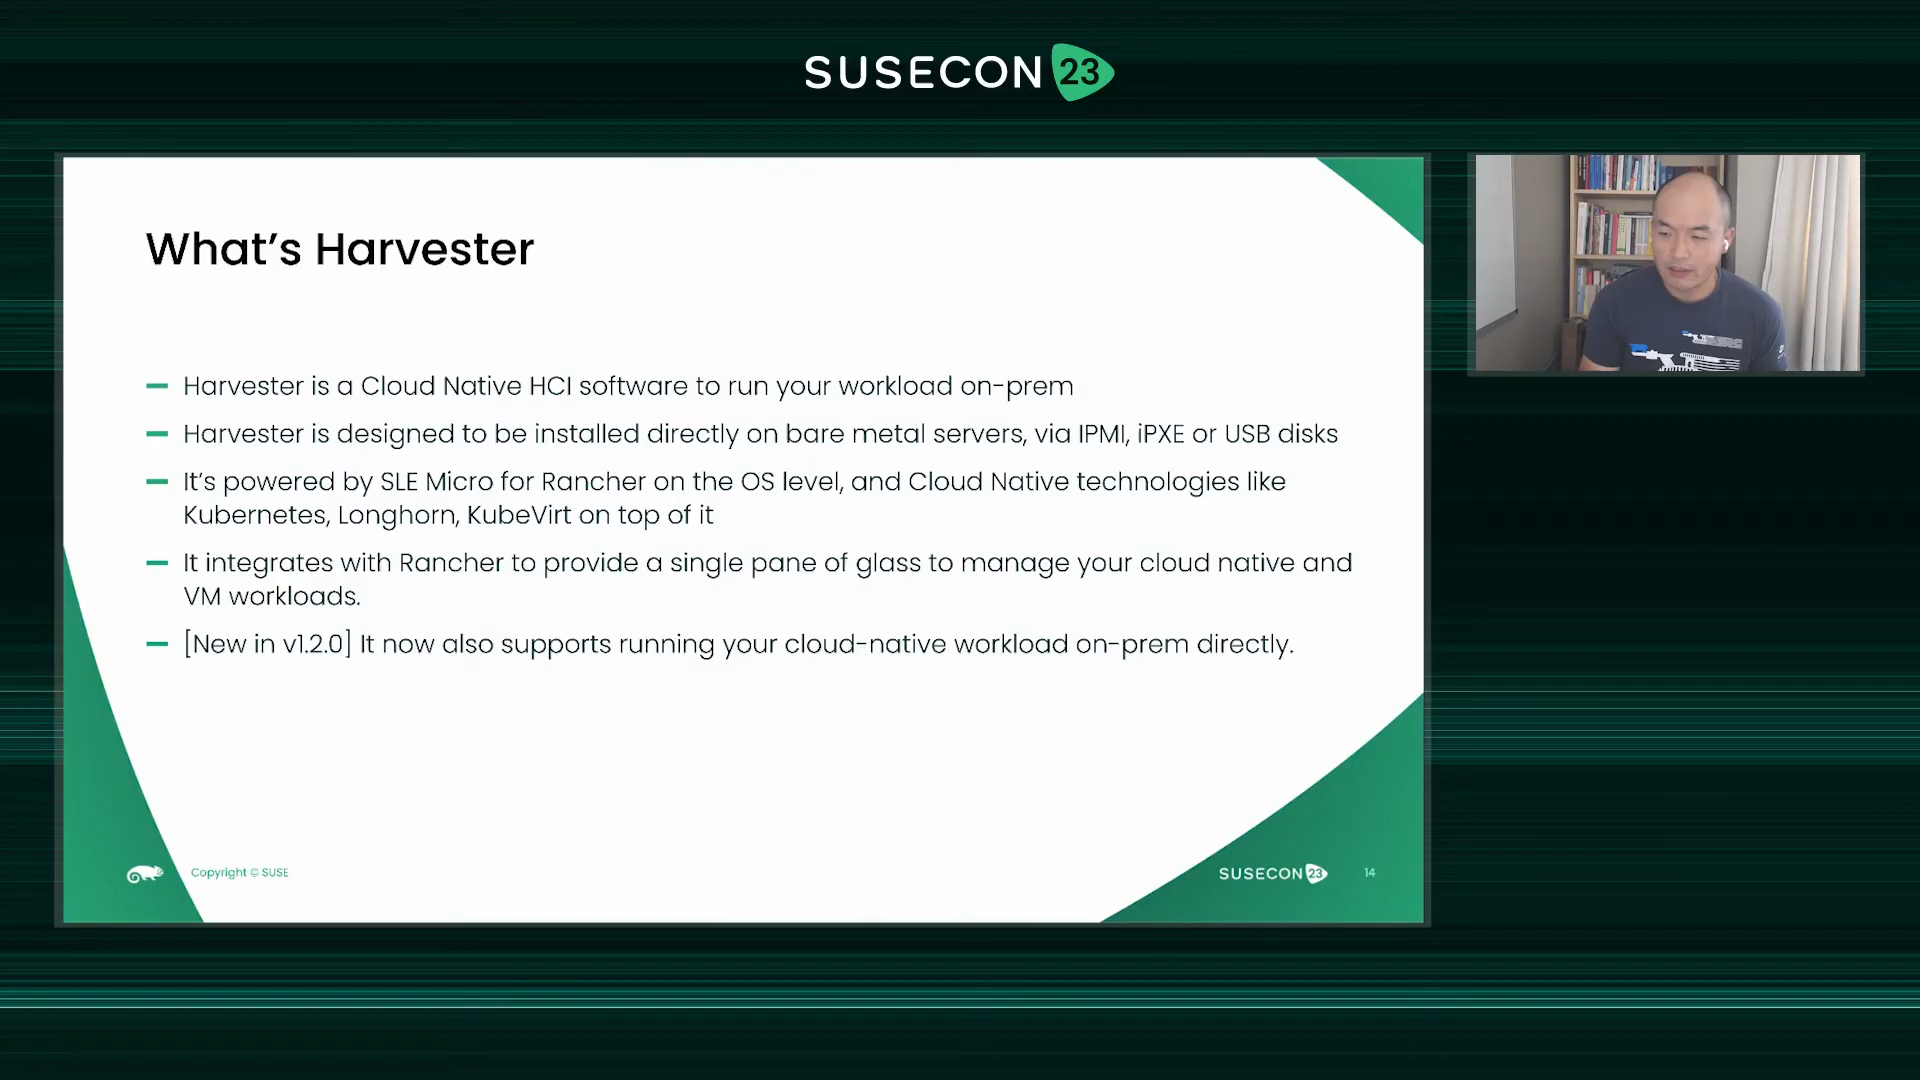 SUSECON 23
What's Harvester
Harvester is a Cloud Native HCI software to run your workload on-prem
Harvester is designed to be installed directly on bare metal servers, via IPMI, iPXE or USB disks
It's powered by SLE Micro for Rancher on the OS level, and Cloud Native technologies like
Kubernetes, Longhorn, KubeVirt on top of it
It integrates with Rancher to provide a single pane of glass to manage your cloud native and
VM workloads.
[New in v1.2.0] It now also supports running your cloud-native workload on-prem directly.
Copyright © SUSE
SUSECON 23
14